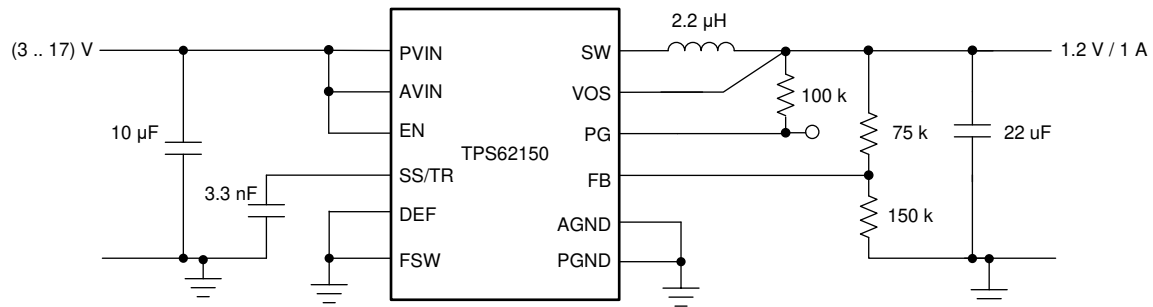 2.2 µH
(3 .. 17) V
PVIN
SW
1.2 V / 1 A
AVIN
VOS
100 k
10 µF
EN
PG
75 k
22 uF
TPS62150
3.3 nF
SS/TR
FB
DEF
AGND
150 k
FSW
PGND